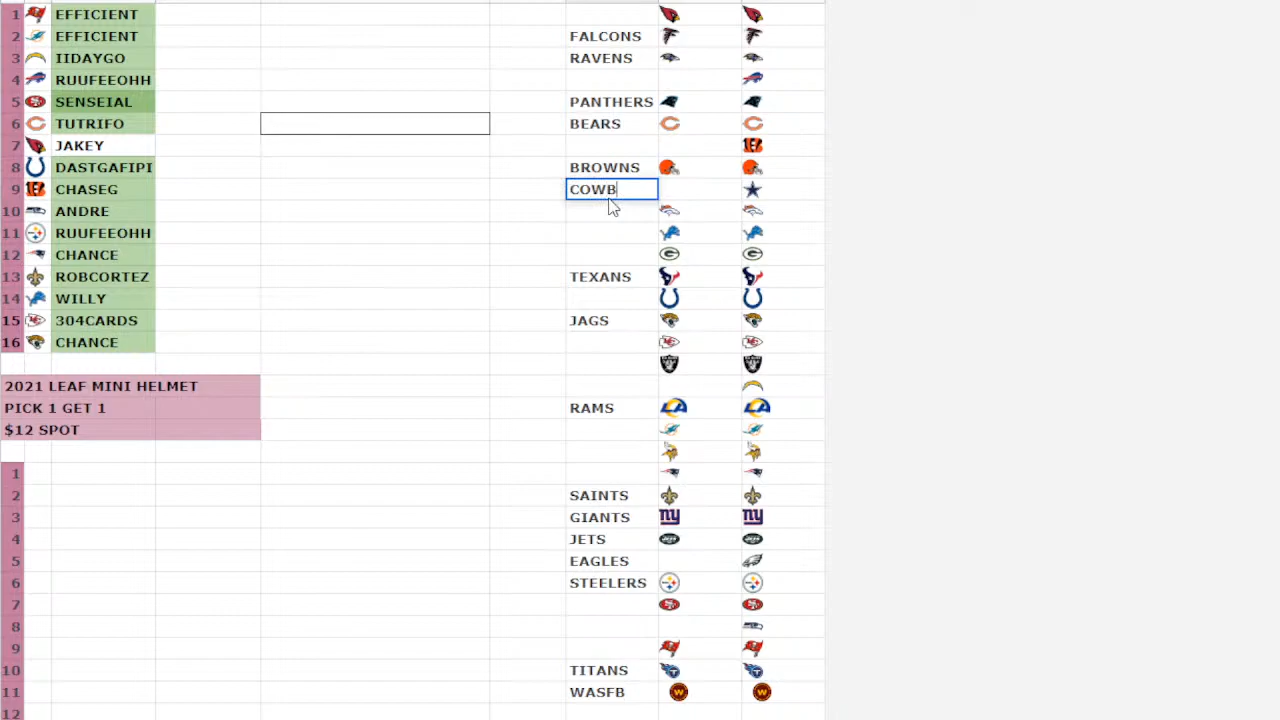 1 EFFICIENT
2 EFFICIENT FALCONS
3 IIDAYGO RAVENS
4 RUUFEEOHH
5 SENSEIAL PANTHERS
6 TUTRIFO BEARS
7 JAKEY
8 DASTGAFIPI BROWNS
9 CHASEG COWB
10 ANDRE
11 RUUFEEOHH
12 CHANCE
13 ROBCORTEZ TEXANS
14 WILLY
15 304CARDS JAGS
16 CHANCE
2021 LEAF MINI HELMET
PICK 1 GET 1 RAMS
$12 SPOT
1
2 SAINTS
3 GIANTS
4 JETS
5 EAGLES
6 STEELERS
7
8
9
10 TITANS
11 WASFB
12